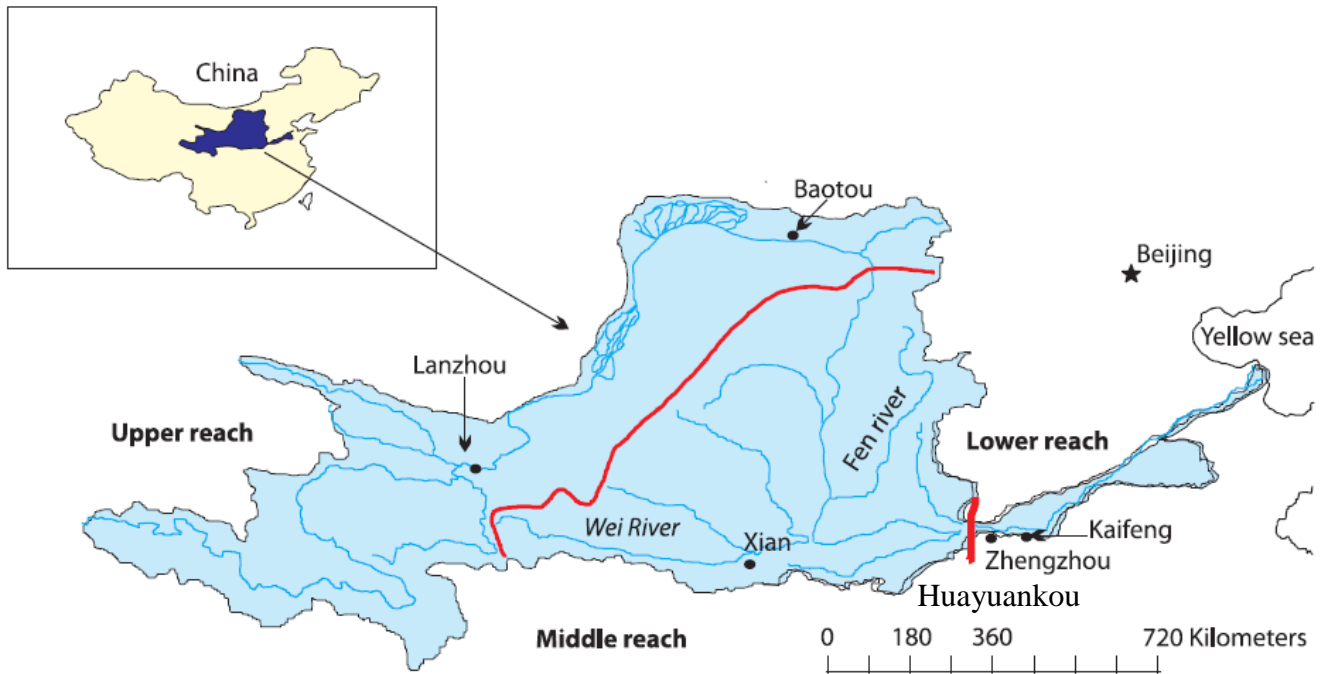 China
Baotou
Beijing
Yellow sea
Lanzhou
Upper reach
Fen river
Lower reach
Wei River
Xian
Kaifeng
Zhengzhou
Huayuankou
Middle reach
0 180 360 720 Kilometers